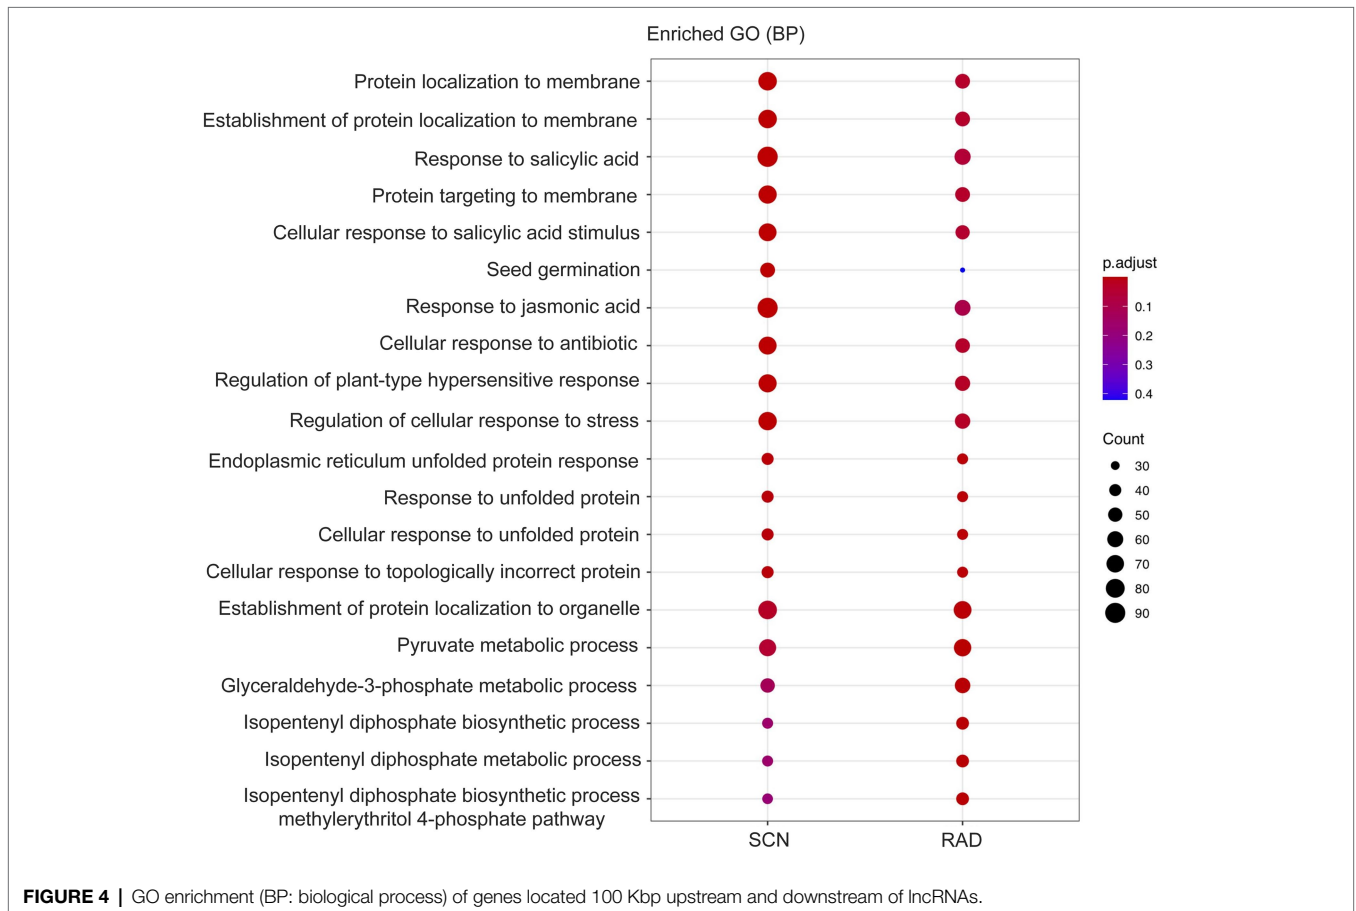 Enriched GO (BP)
Protein localization to membrane
Establishment of protein localization to membrane
Response to salicylic acid
Protein targeting to membrane
Cellular response to salicylic acid stimulus
Seed germination
Response to jasmonic acid
Cellular response to antibiotic
Regulation of plant-type hypersensitive response
Regulation of cellular response to stress
Endoplasmic reticulum unfolded protein response
Response to unfolded protein
Cellular response to unfolded protein
Cellular response to topologically incorrect protein
Establishment of protein localization to organelle
Pyruvate metabolic process
Glyceraldehyde-3-phosphate metabolic process
Isopentenyl diphosphate biosynthetic process
Isopentenyl diphosphate metabolic process
Isopentenyl diphosphate biosynthetic process
methylerythritol 4-phosphate pathway
SCN RAD
p.adjust
0.1
0.2
0.3
0.4
Count
30
40
50
60
70
80
90
FIGURE 4 | GO enrichment (BP: biological process) of genes located 100 Kbp upstream and downstream of lncRNAs.